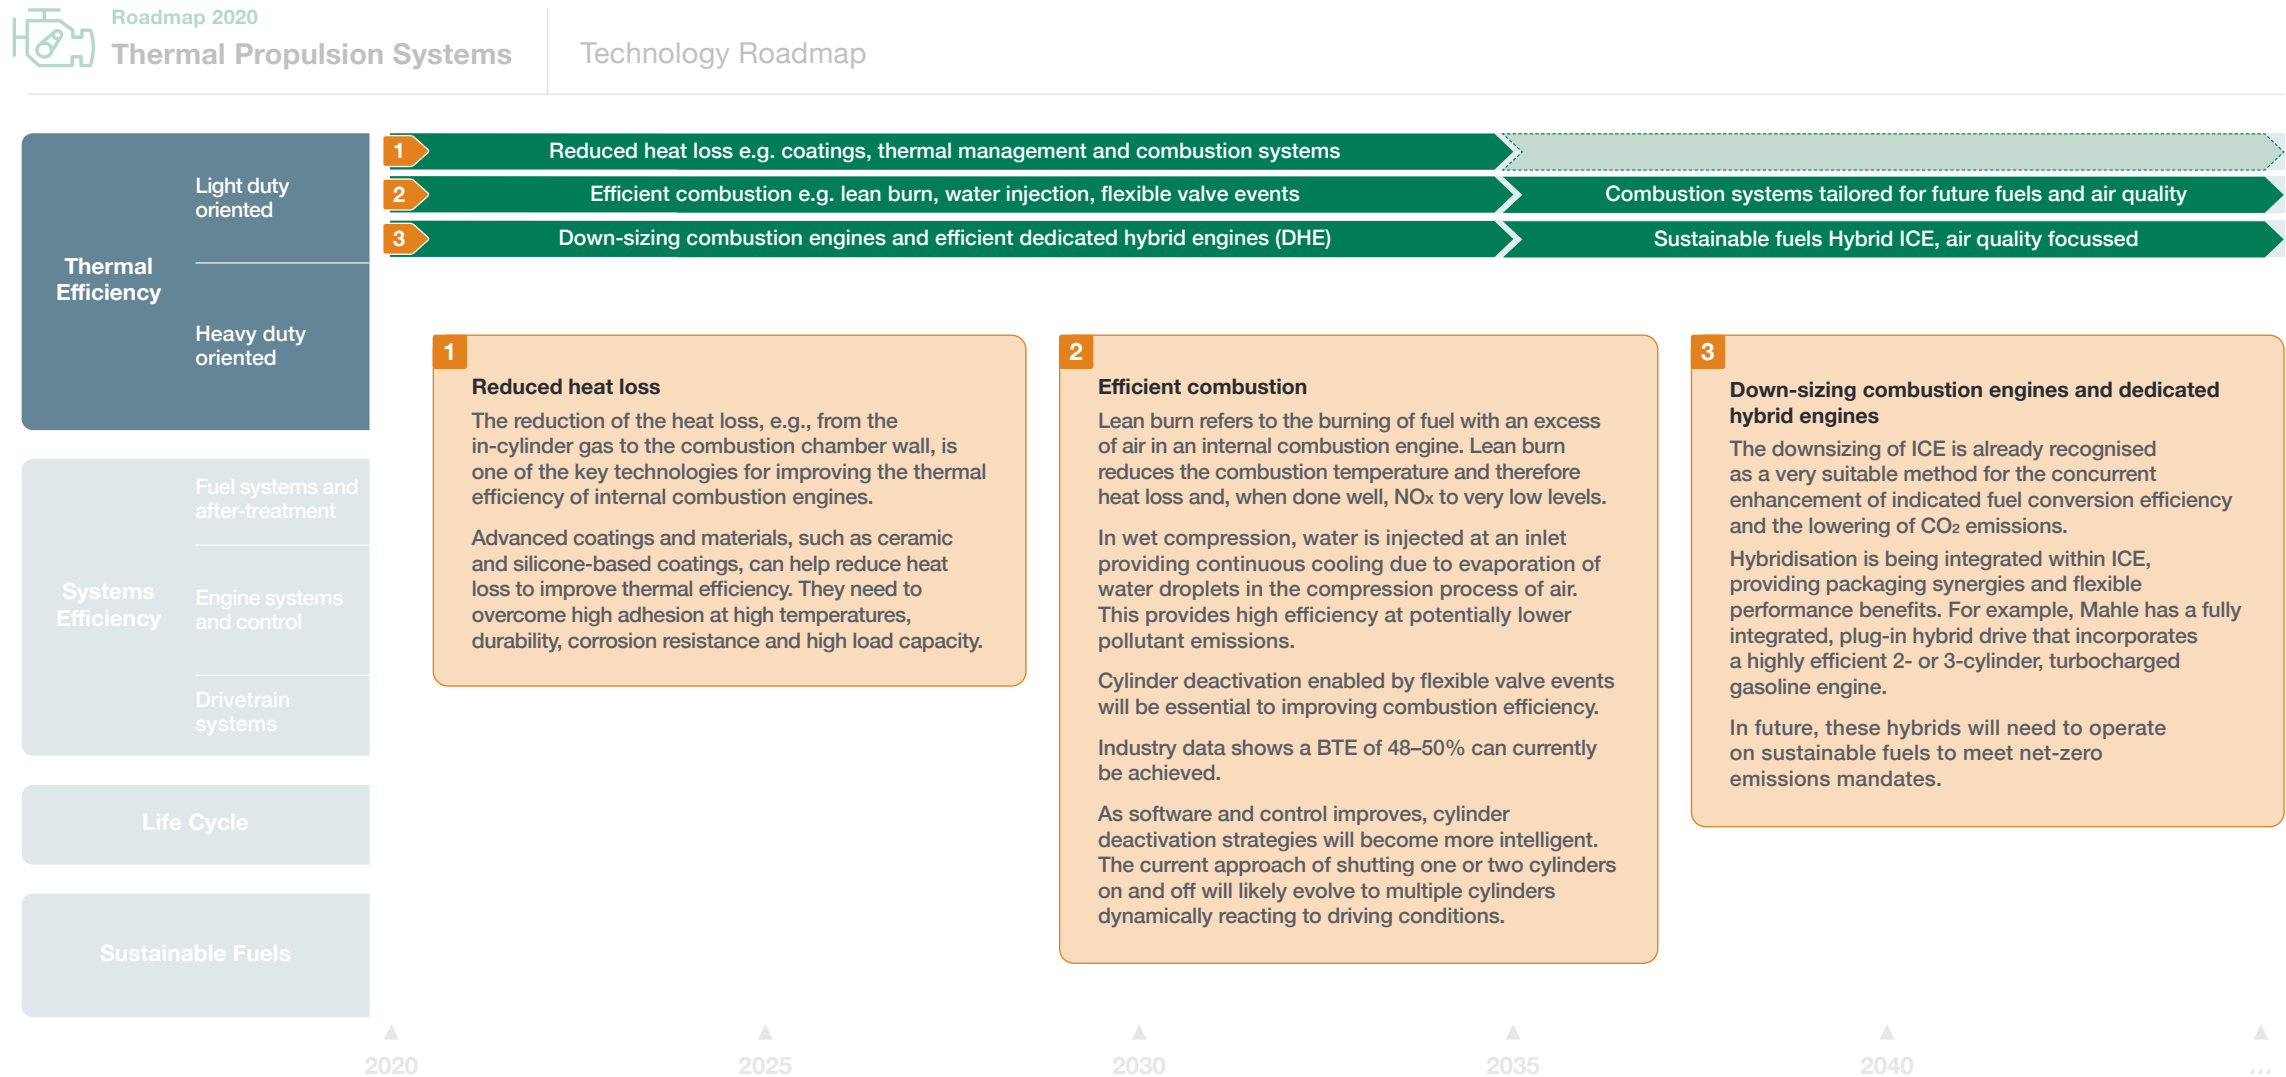 Roadmap 2020
Thermal Propulsion Systems
Technology Roadmap
Thermal
Efficiency
Light duty
oriented
Heavy duty
oriented
1
Reduced heat loss e.g. coatings, thermal management and combustion systems
2
Efficient combustion e.g. lean burn, water injection, flexible valve events
Combustion systems tailored for future fuels and air quality
3
Down-sizing combustion engines and efficient dedicated hybrid engines (DHE)
Sustainable fuels Hybrid ICE, air quality focussed
Systems
Efficiency
Fuel systems and
after-treatment
Engine systems
and control
Drivetrain
systems
Life Cycle
Sustainable Fuels
1
Reduced heat loss
The reduction of the heat loss, e.g., from the
in-cylinder gas to the combustion chamber wall, is
one of the key technologies for improving the thermal
efficiency of internal combustion engines.
Advanced coatings and materials, such as ceramic
and silicone-based coatings, can help reduce heat
loss to improve thermal efficiency. They need to
overcome high adhesion at high temperatures,
durability, corrosion resistance and high load capacity.
2
Efficient combustion
Lean burn refers to the burning of fuel with an excess
of air in an internal combustion engine. Lean burn
reduces the combustion temperature and therefore
heat loss and, when done well, NOx to very low levels.
In wet compression, water is injected at an inlet
providing continuous cooling due to evaporation of
water droplets in the compression process of air.
This provides high efficiency at potentially lower
pollutant emissions.
Cylinder deactivation enabled by flexible valve events
will be essential to improving combustion efficiency.
Industry data shows a BTE of 48–50% can currently
be achieved.
As software and control improves, cylinder
deactivation strategies will become more intelligent.
The current approach of shutting one or two cylinders
on and off will likely evolve to multiple cylinders
dynamically reacting to driving conditions.
3
Down-sizing combustion engines and dedicated
hybrid engines
The downsizing of ICE is already recognised
as a very suitable method for the concurrent
enhancement of indicated fuel conversion efficiency
and the lowering of CO₂ emissions.
Hybridisation is being integrated within ICE,
providing packaging synergies and flexible
performance benefits. For example, Mahle has a fully
integrated, plug-in hybrid drive that incorporates
a highly efficient 2- or 3-cylinder, turbocharged
gasoline engine.
In future, these hybrids will need to operate
on sustainable fuels to meet net-zero
emissions mandates.
2020
2025
2030
2035
2040
...